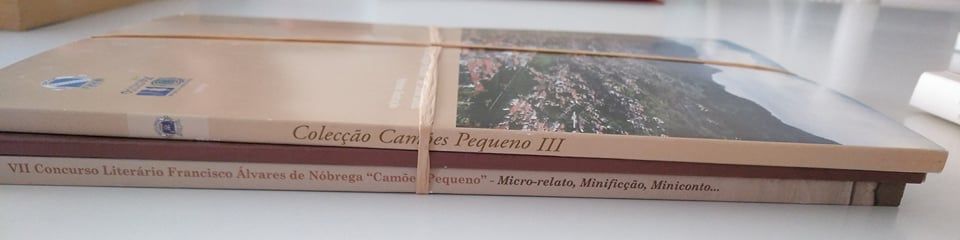 Colecção Camões Pequeno III
VII Concurso Literário Francisco Álvares de Nóbrega “Camões Pequeno” - Micro-relato, Minificção, Miniconto...